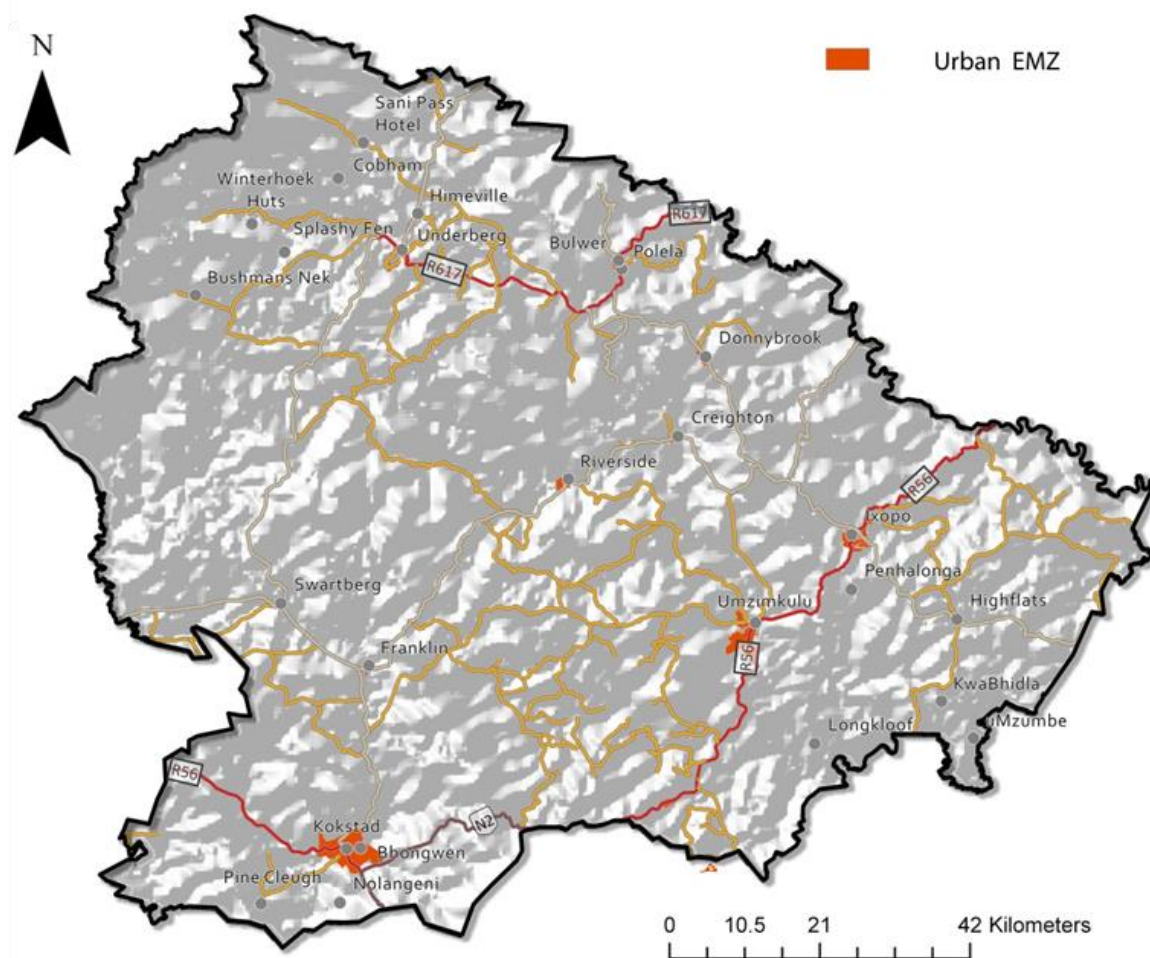 N
Urban EMZ
Sani Pass
Hotel
Cobham
Winterhoek
Huts
Himeville
Splashy Fen
Underberg
R617
R617
Bulwer
Polela
Bushmans Nek
Donnybrook
Creighton
Riverside
R56
Ixopo
Penhalonga
Swartberg
Umzimkulu
Highflats
Franklin
R56
KwaBhidla
uMzumbe
Longkloof
R56
Kokstad
N2
Bhongwen
Pine Cleugh
Nolangeni
0 10.5 21 42 Kilometers